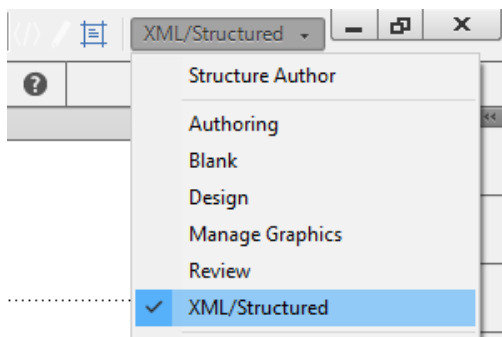 XML/Structured
Structure Author
Authoring
Blank
Design
Manage Graphics
Review
XML/Structured